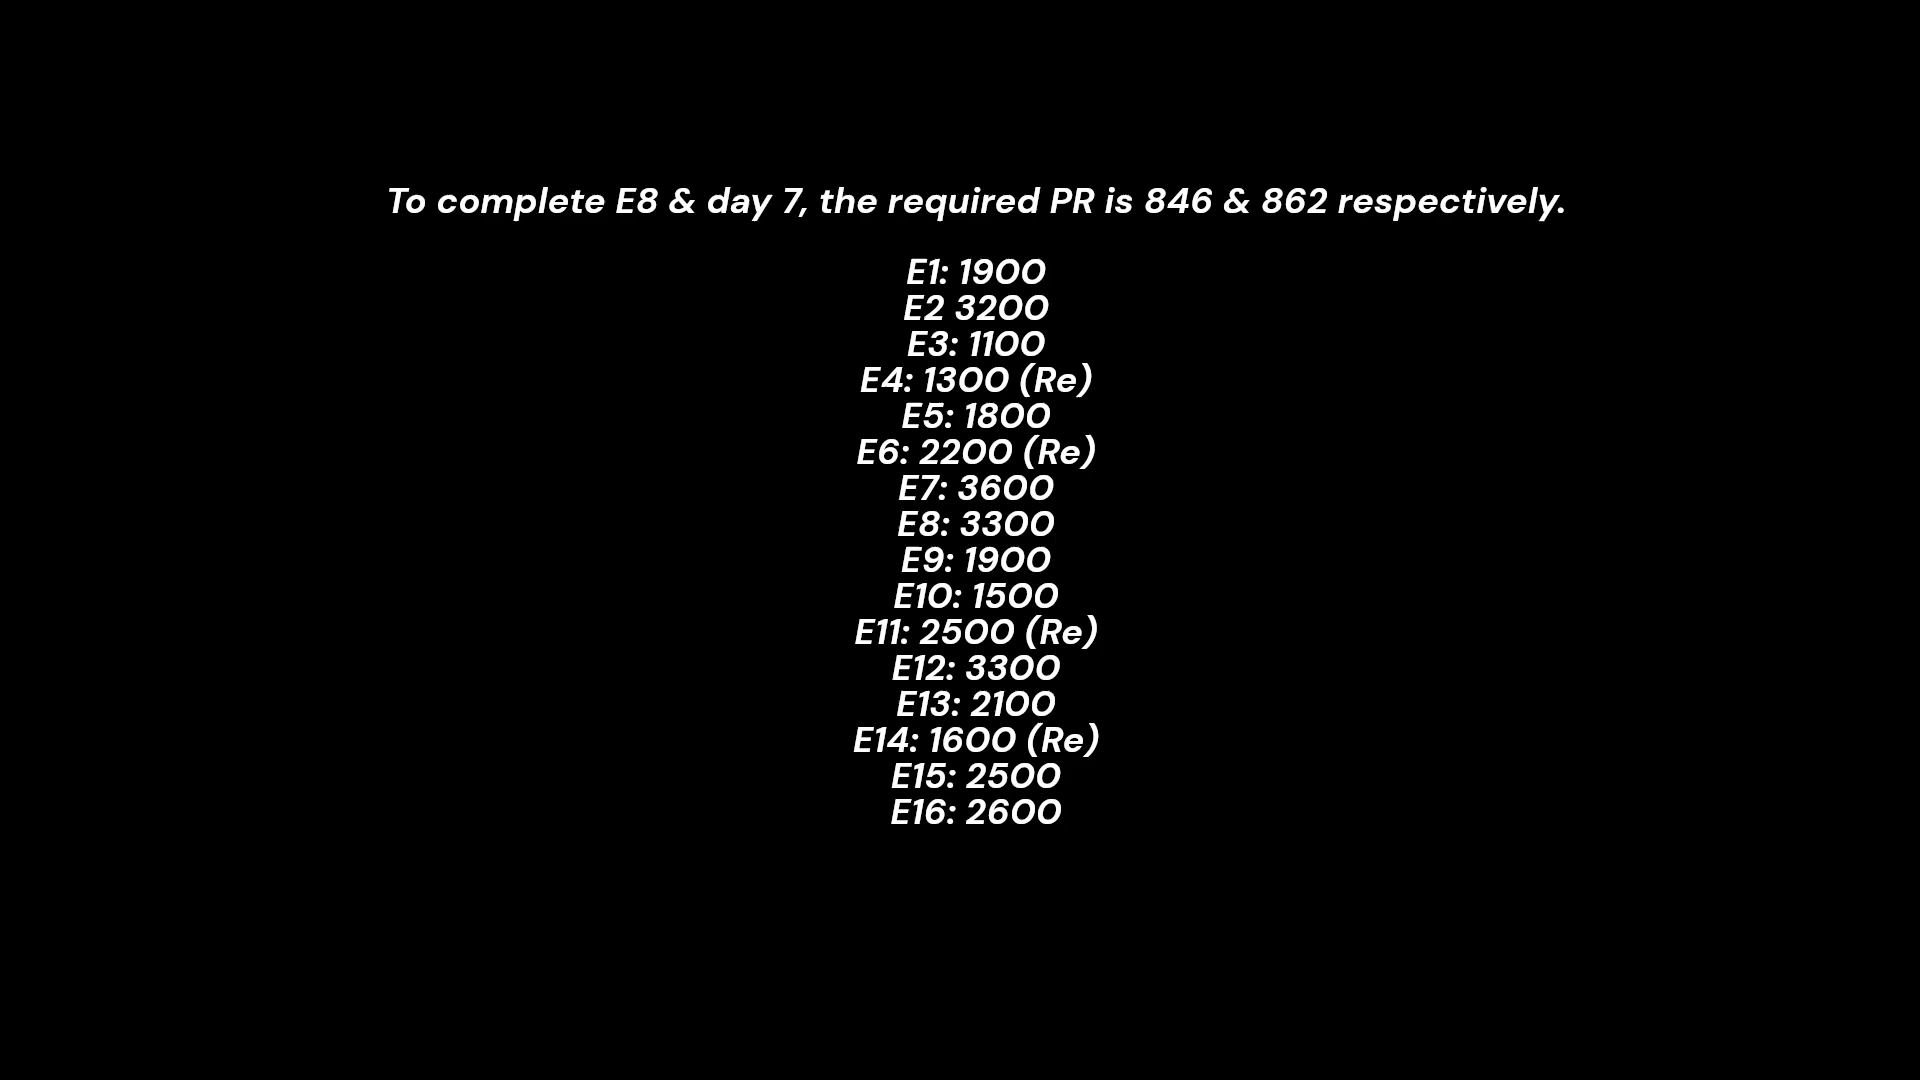 To complete E8 & day 7, the required PR is 846 & 862 respectively.
E1: 1900
E2 3200
E3: 1100
E4: 1300 (Re)
E5: 1800
E6: 2200 (Re)
E7: 3600
E8: 3300
E9: 1900
E10: 1500
E11: 2500 (Re)
E12: 3300
E13: 2100
E14: 1600 (Re)
E15: 2500
E16: 2600